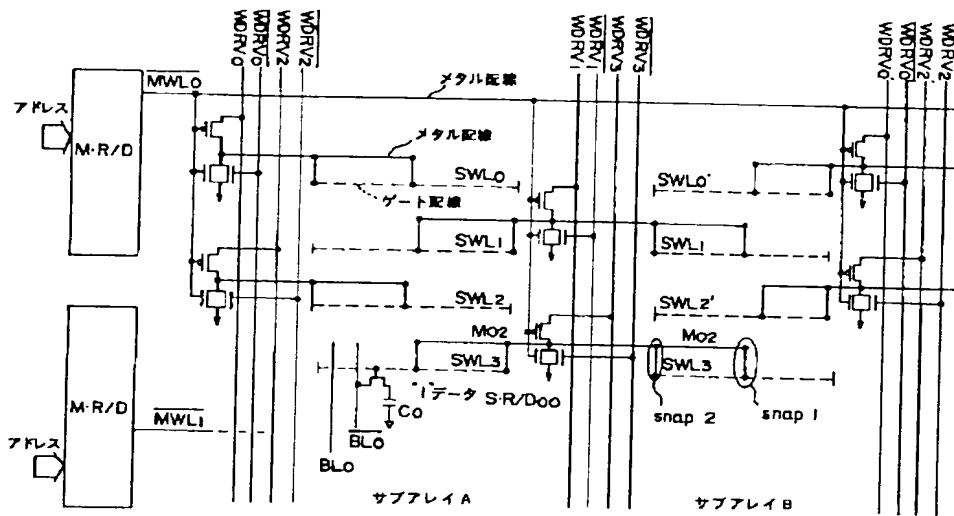 WDRV0
WDRV0
WDRV2
WDRV2
WDRV1
WDRV1
WDRV3
WDRV3
WDRV0'
WDRV0'
WDRV2'
WDRV2'
MWL0
メタル配線
アドレス
M・R/D
メタル配線
SWL0
SWL0'
ゲート配線
SWL1
SWL1
SWL2
SWL2'
M02
M02
SWL3
SWL3
M・R/D
"1"データ
S・R/D00
snap 2
snap 1
C0
MWL1
アドレス
BL0
BL0
サブアレイA
サブアレイB